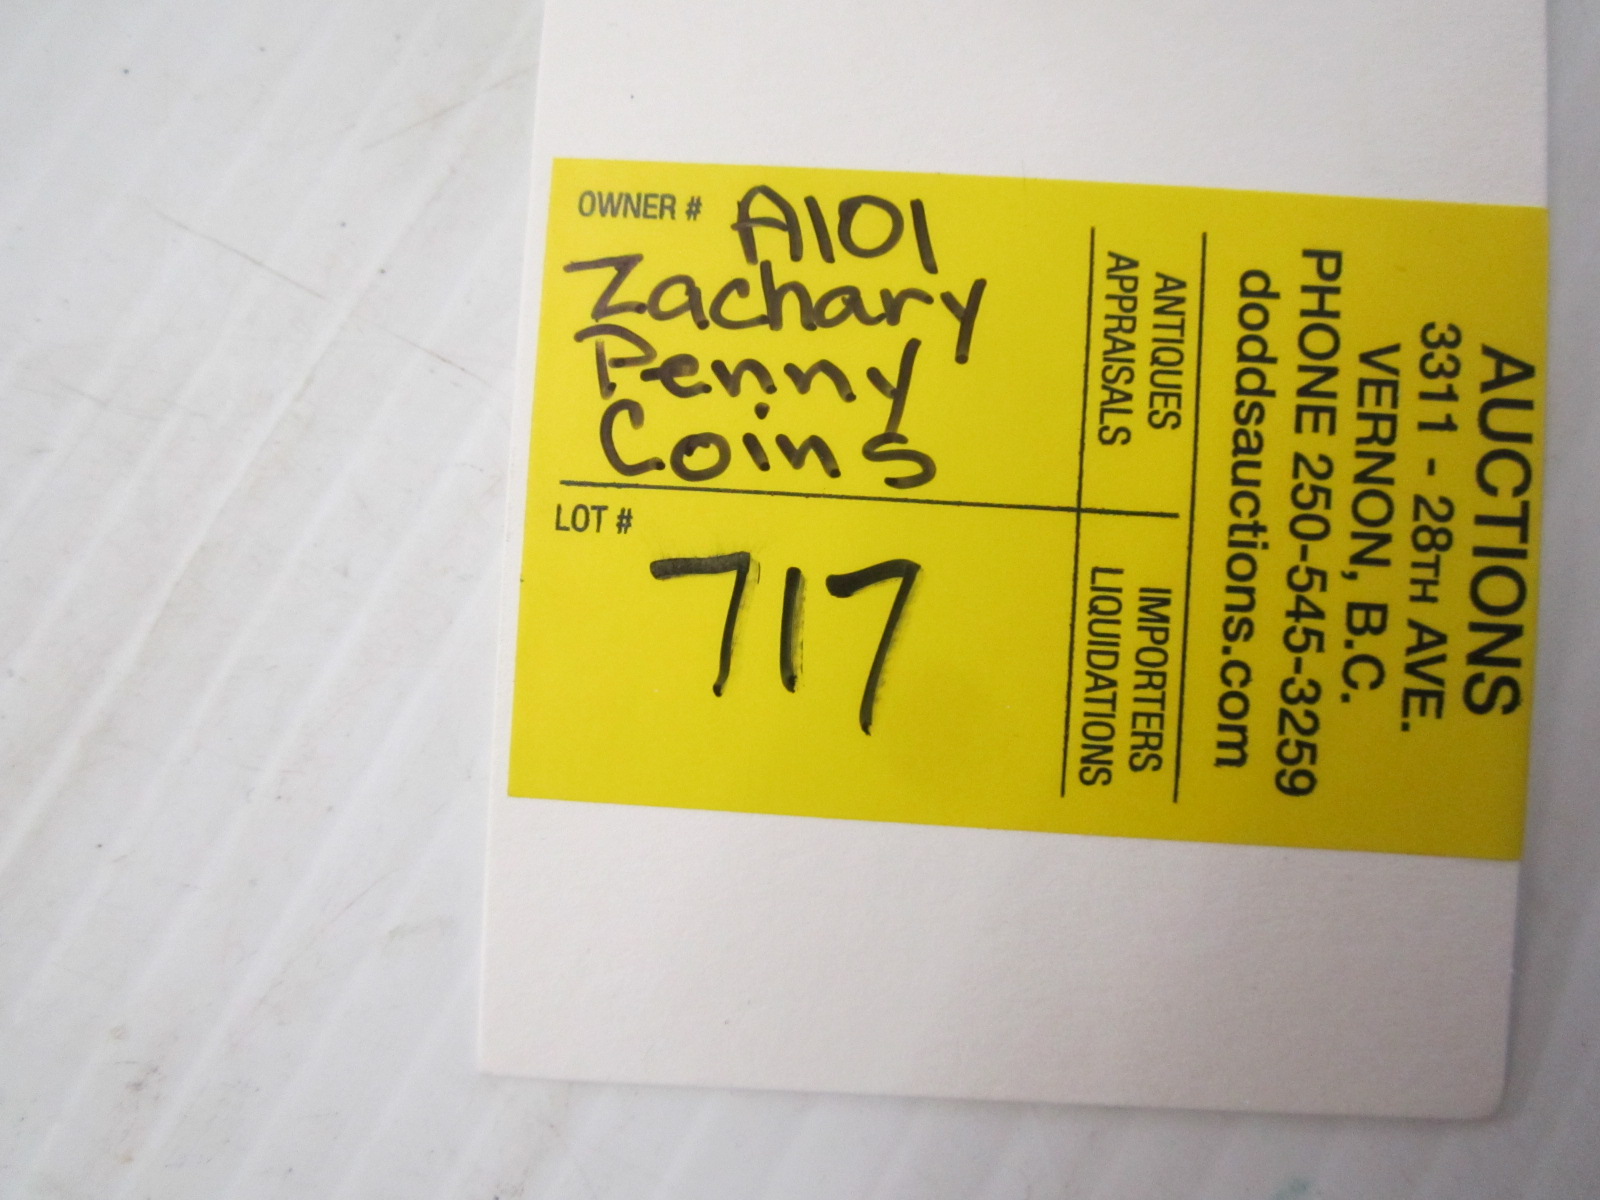 OWNER # A101
Zachary
Penny
Coins
LOT #
717
AUCTIONS
3311 - 28TH AVE.
VERNON, B.C.
PHONE 250-545-3259
doddsauctions.com
ANTIQUES
APPRAISALS
IMPORTERS
LIQUIDATIONS